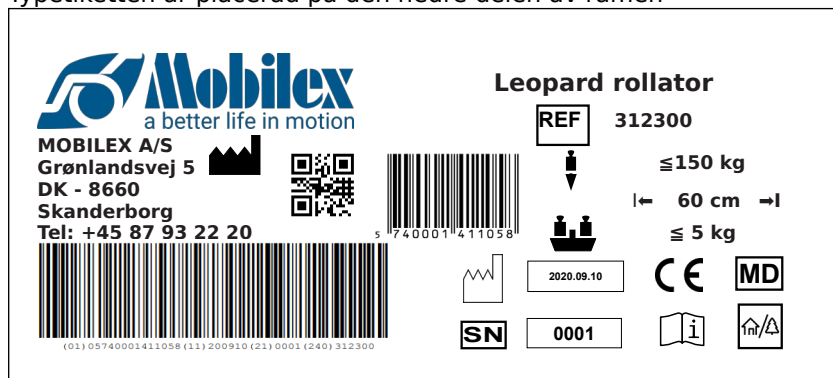 Typetiketten är placerad på den nedre delen av ramen
Mobilex
a better life in motion
MOBILEX A/S
Grønlandsvej 5
DK - 8660
Skanderborg
Tel: +45 87 93 22 20
(01)05740001411058(11)200910(21)0001(240)312300
5 740001 411058
Leopard rollator
REF 312300
≦150 kg
60 cm
≦ 5 kg
2020.09.10 CE MD
SN 0001 i